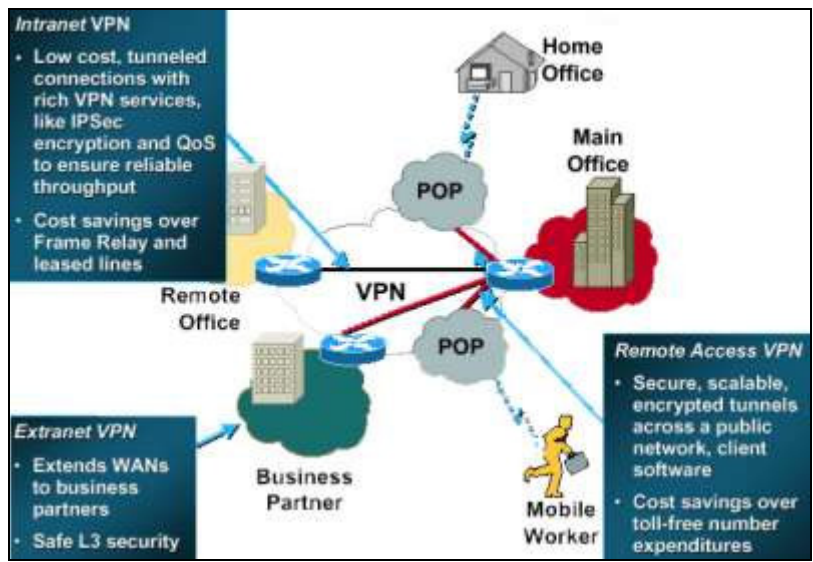 Intranet VPN
• Low cost, tunneled
connections with
rich VPN services,
like IPSec
encryption and QoS
to ensure reliable
throughput
• Cost savings over
Frame Relay and
leased lines
Home
Office
Main
Office
POP
VPN
Remote
Office
POP
Business
Partner
Mobile
Worker
Extranet VPN
• Extends WANs
to business
partners
• Safe L3 security
Remote Access VPN
• Secure, scalable,
encrypted tunnels
across a public
network, client
software
• Cost savings over
toll-free number
expenditures